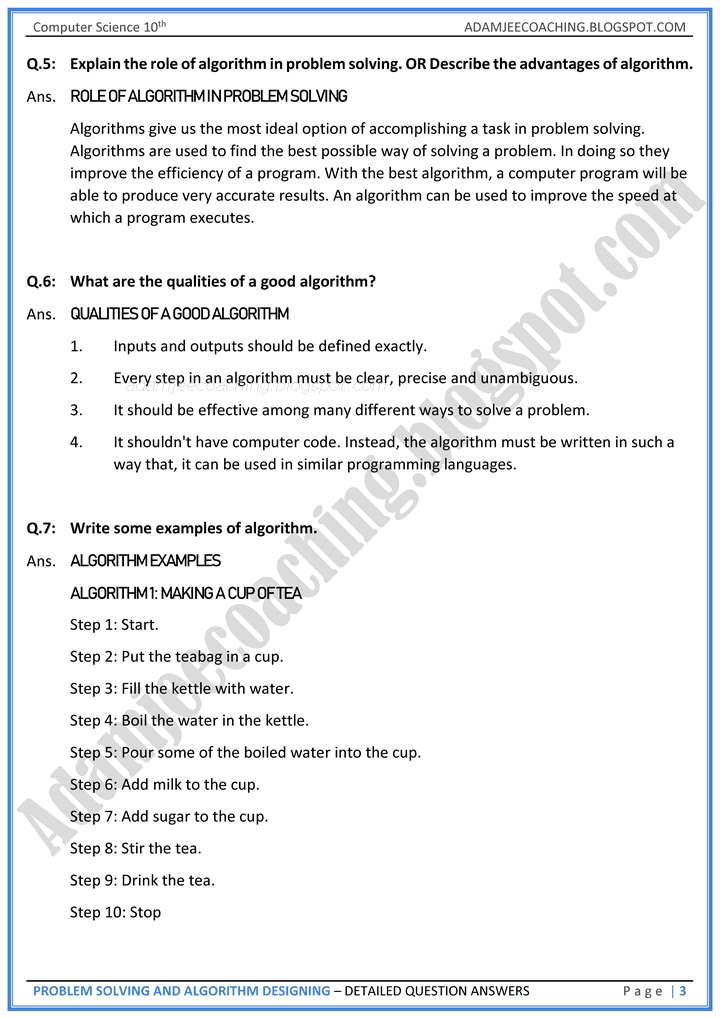 Computer Science 10th
ADAMJEECOACHING.BLOGSPOT.COM
Q.5: Explain the role of algorithm in problem solving. OR Describe the advantages of algorithm.
Ans. ROLE OF ALGORITHM IN PROBLEM SOLVING
Algorithms give us the most ideal option of accomplishing a task in problem solving.
Algorithms are used to find the best possible way of solving a problem. In doing so they
improve the efficiency of a program. With the best algorithm, a computer program will be
able to produce very accurate results. An algorithm can be used to improve the speed at
which a program executes.
Q.6: What are the qualities of a good algorithm?
Ans. QUALITIES OF A GOOD ALGORITHM
1. Inputs and outputs should be defined exactly.
2. Every step in an algorithm must be clear, precise and unambiguous.
adamjeecoaching.blogspot.com
3. It should be effective among many different ways to solve a problem.
4. It shouldn't have computer code. Instead, the algorithm must be written in such a
way that, it can be used in similar programming languages.
Q.7: Write some examples of algorithm.
Ans. ALGORITHM EXAMPLES
ALGORITHM 1: MAKING A CUP OF TEA
Step 1: Start.
Step 2: Put the teabag in a cup.
Step 3: Fill the kettle with water.
Step 4: Boil the water in the kettle.
Step 5: Pour some of the boiled water into the cup.
Step 6: Add milk to the cup.
Step 7: Add sugar to the cup.
Step 8: Stir the tea.
Step 9: Drink the tea.
Step 10: Stop
Adamjeecoaching.blogspot.com
PROBLEM SOLVING AND ALGORITHM DESIGNING – DETAILED QUESTION ANSWERS
Page | 3